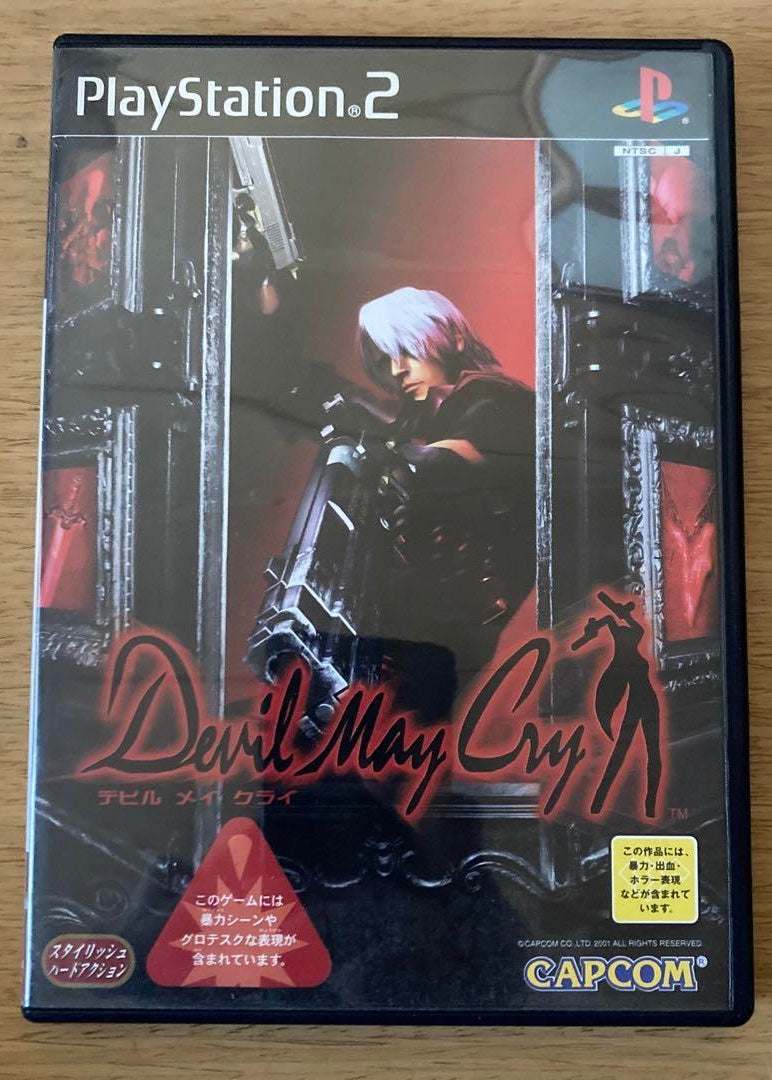 PlayStation®2
NTSC J
Devil May Cry
デビル メイ クライ
TM
このゲームには
暴力シーンや
グロテスクな表現が
含まれています。
この作品には、
暴力・出血・
ホラー表現
などが含まれて
います。
スタイリッシュ
ハードアクション
©CAPCOM CO.,LTD. 2001 ALL RIGHTS RESERVED
CAPCOM®